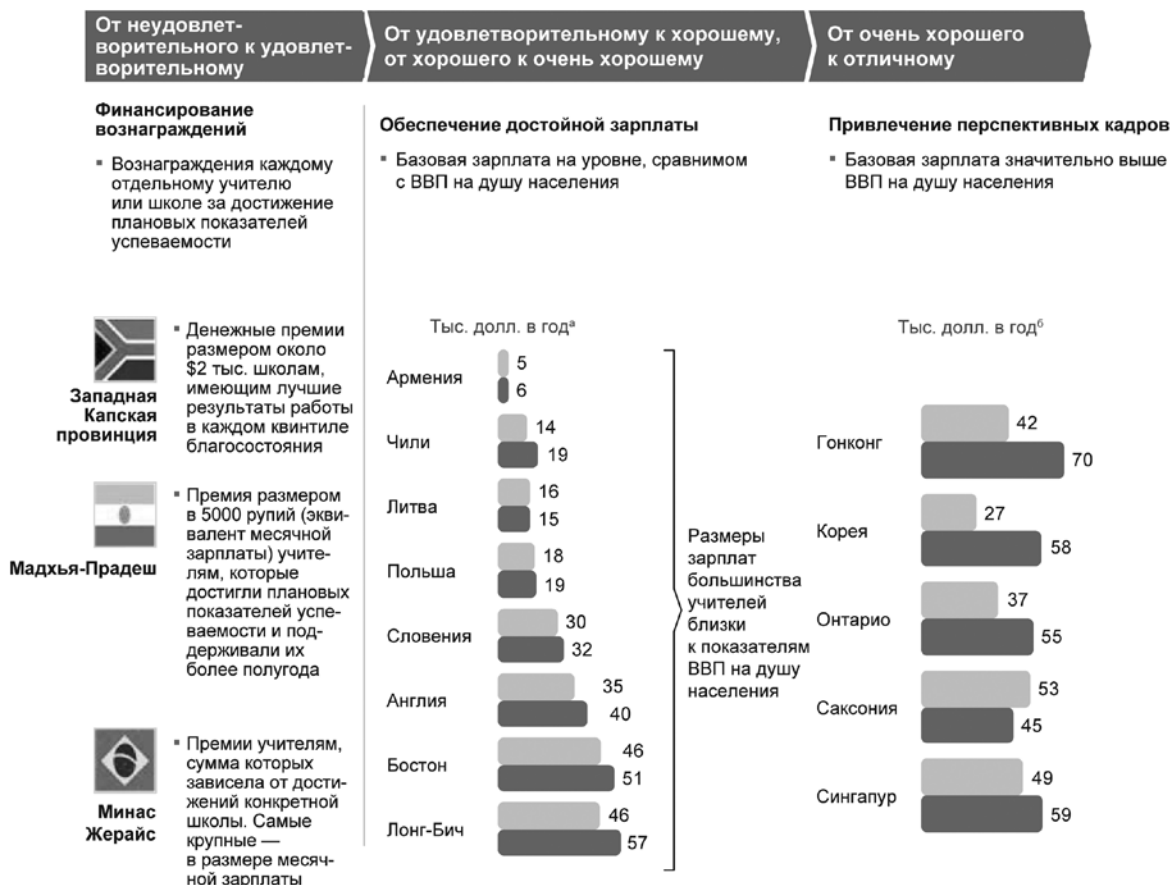 От неудовлет-
ворительного к удовлет-
ворительному
От удовлетворительному к хорошему,
от хорошего к очень хорошему
От очень хорошего
к отличному
Финансирование
вознаграждений
▪ Вознаграждения каждому
отдельному учителю
или школе за достижение
плановых показателей
успеваемости
Западная
Капская
провинция
▪ Денежные премии
размером около
$2 тыс. школам,
имеющим лучшие
результаты работы
в каждом квинтиле
благосостояния
Мадхья-Прадеш
▪ Премия размером
в 5000 рупий (экви-
валент месячной
зарплаты) учите-
лям, которые
достигли плановых
показателей успе-
ваемости и под-
держивали их
более полугода
Минас
Жерайс
▪ Премии учителям,
сумма которых
зависела от дости-
жений конкретной
школы. Самые
крупные —
в размере месяч-
ной зарплаты
Обеспечение достойной зарплаты
▪ Базовая зарплата на уровне, сравнимом
с ВВП на душу населения
Тыс. долл. в годᵃ
Армения
5
6
Чили
14
19
Литва
16
15
Польша
18
19
Словения
30
32
Англия
35
40
Бостон
46
51
Лонг-Бич
46
57
Размеры
зарплат
большинства
учителей
близки
к показателям
ВВП на душу
населения
Привлечение перспективных кадров
▪ Базовая зарплата значительно выше
ВВП на душу населения
Тыс. долл. в годᵇ
Гонконг
42
70
Корея
27
58
Онтарио
37
55
Саксония
53
45
Сингапур
49
59